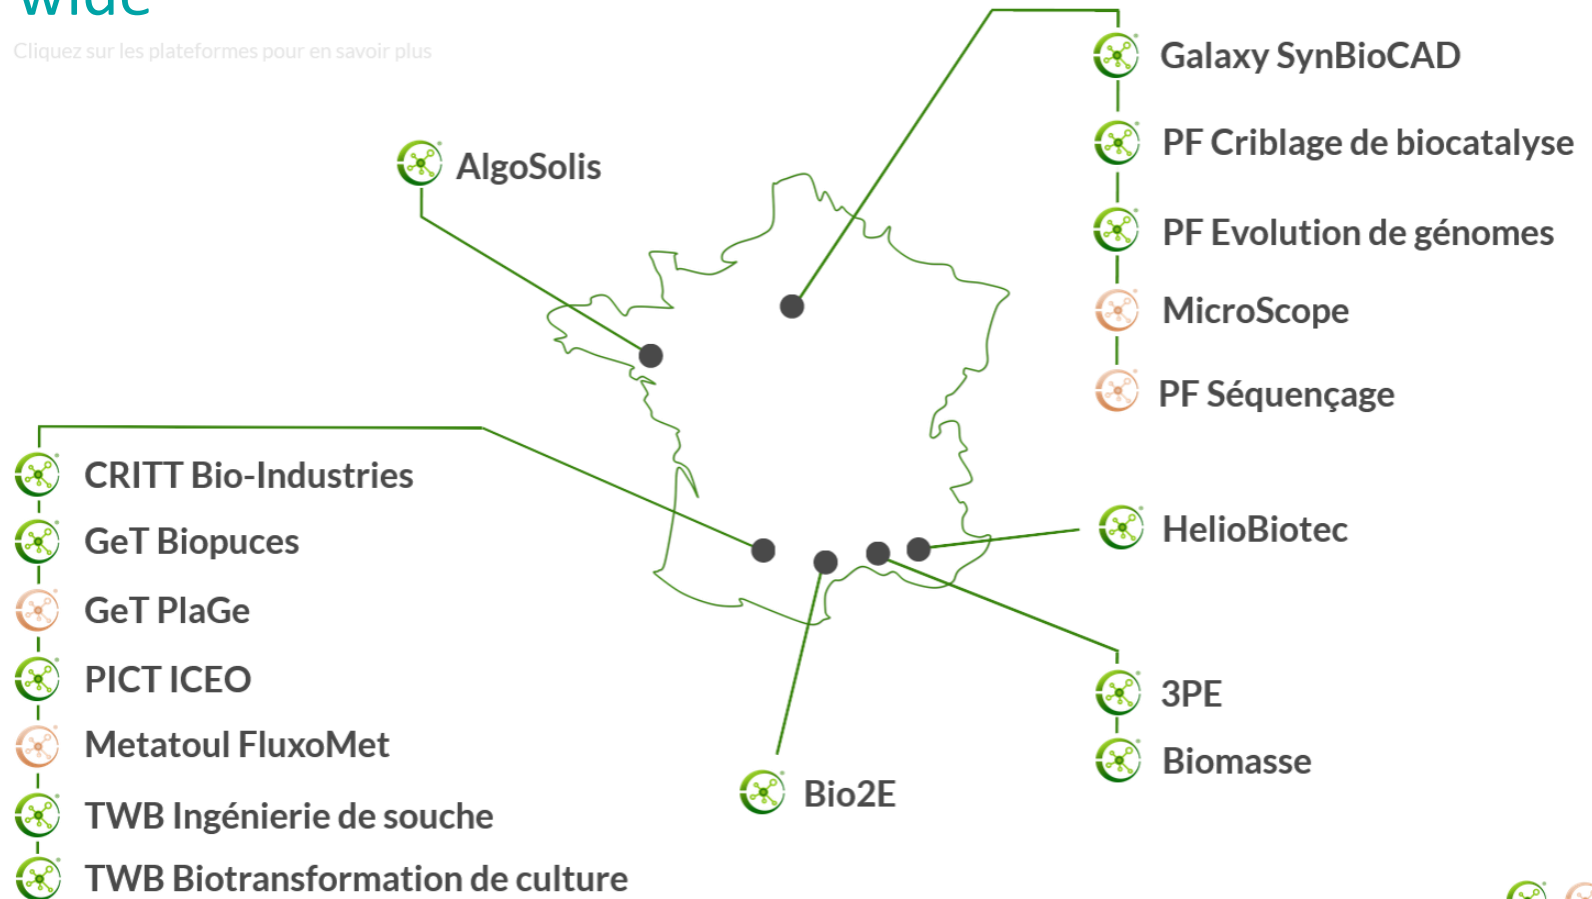 wide
Cliquez sur les plateformes pour en savoir plus
AlgoSolis
Galaxy SynBioCAD
PF Criblage de biocatalyse
PF Evolution de génomes
MicroScope
PF Séquençage
CRITT Bio-Industries
GeT Biopuces
GeT PlaGe
PICT ICEO
Metatoul FluxoMet
TWB Ingénierie de souche
TWB Biotransformation de culture
HelioBiotec
3PE
Biomasse
Bio2E